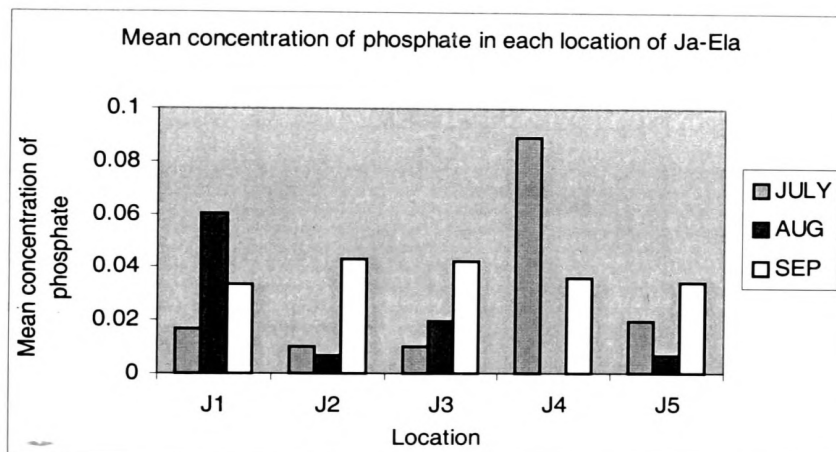 Mean concentration of phosphate in each location of Ja-Ela
Mean concentration of
phosphate
0.1
0.08
0.06
0.04
0.02
0
J1 J2 J3 J4 J5
Location
JULY
AUG
SEP